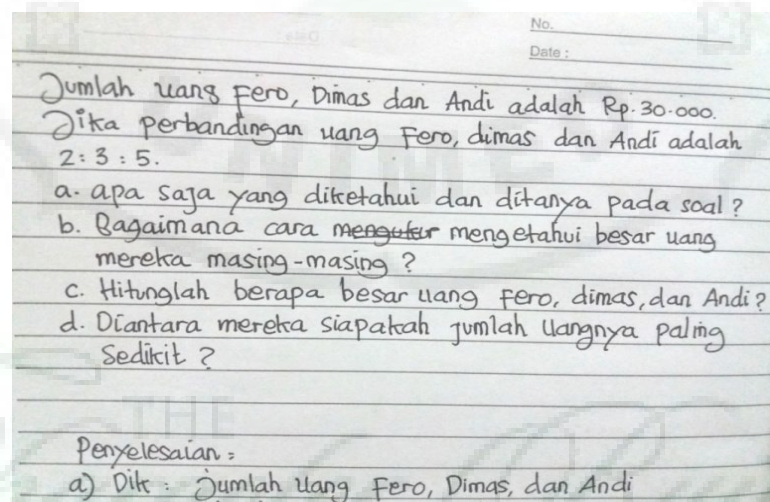 No.
Date :
Jumlah uang Fero, Dimas dan Andi adalah Rp. 30.000.
Jika perbandingan uang Fero, dimas dan Andi adalah
2 : 3 : 5.
a. apa saja yang diketahui dan ditanya pada soal ?
b. Bagaimana cara mengukur mengetahui besar uang
mereka masing-masing ?
c. Hitunglah berapa besar uang Fero, dimas, dan Andi ?
d. Diantara mereka siapakah jumlah uangnya paling
sedikit ?
THE
Penyelesaian :
a) Dik : Jumlah uang Fero, Dimas, dan Andi